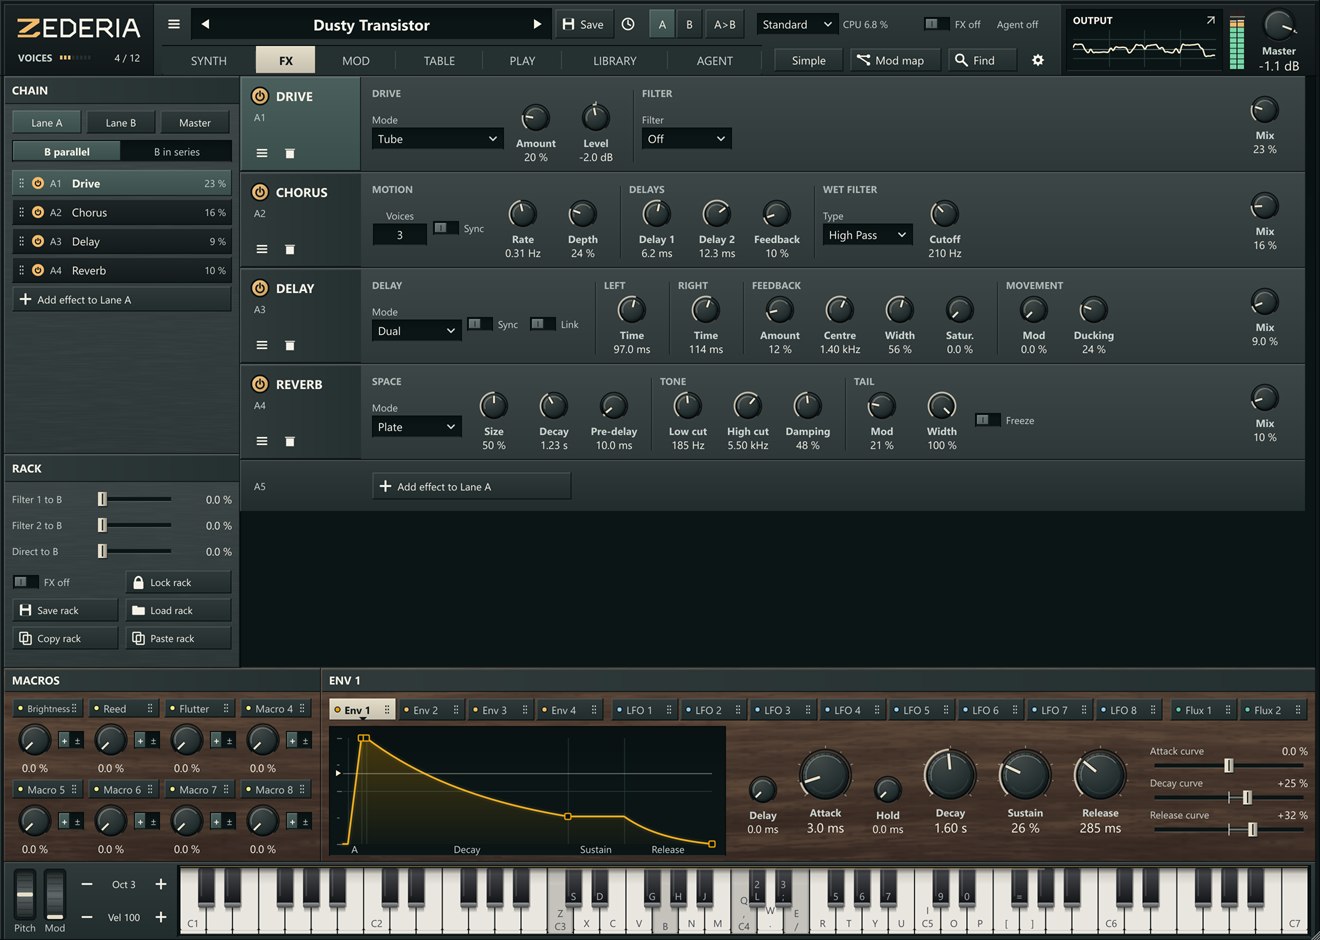 ZEDERIA
VOICES 4 / 12
Dusty Transistor
Save
A B A>B
Standard
CPU 6.8 %
FX off
Agent off
OUTPUT
Master
-1.1 dB
SYNTH FX MOD TABLE PLAY LIBRARY AGENT
Simple Mod map Find
CHAIN
Lane A Lane B Master
B parallel B in series
A1 Drive 23 %
A2 Chorus 16 %
A3 Delay 9 %
A4 Reverb 10 %
Add effect to Lane A
DRIVE
A1
DRIVE
Mode
Tube
Amount
20 %
Level
-2.0 dB
FILTER
Filter
Off
Mix
23 %
CHORUS
A2
MOTION
Voices
3
Sync
Rate
0.31 Hz
Depth
24 %
DELAYS
Delay 1
6.2 ms
Delay 2
12.3 ms
Feedback
10 %
WET FILTER
Type
High Pass
Cutoff
210 Hz
Mix
16 %
DELAY
A3
DELAY
Mode
Dual
Sync
Link
LEFT
Time
97.0 ms
RIGHT
Time
114 ms
FEEDBACK
Amount
12 %
Centre
1.40 kHz
Width
56 %
Satur.
0.0 %
MOVEMENT
Mod
0.0 %
Ducking
24 %
Mix
9.0 %
REVERB
A4
SPACE
Mode
Plate
Size
50 %
Decay
1.23 s
Pre-delay
10.0 ms
TONE
Low cut
185 Hz
High cut
5.50 kHz
Damping
48 %
TAIL
Mod
21 %
Width
100 %
Freeze
Mix
10 %
A5
Add effect to Lane A
RACK
Filter 1 to B 0.0 %
Filter 2 to B 0.0 %
Direct to B 0.0 %
FX off
Lock rack
Save rack
Load rack
Copy rack
Paste rack
MACROS
Brightness Reed Flutter Macro 4
0.0 % 0.0 % 0.0 % 0.0 %
Macro 5 Macro 6 Macro 7 Macro 8
0.0 % 0.0 % 0.0 % 0.0 %
ENV 1
Env 1 Env 2 Env 3 Env 4 LFO 1 LFO 2 LFO 3 LFO 4 LFO 5 LFO 6 LFO 7 LFO 8 Flux 1 Flux 2
A Decay Sustain Release
Delay
0.0 ms
Attack
3.0 ms
Hold
0.0 ms
Decay
1.60 s
Sustain
26 %
Release
285 ms
Attack curve 0.0 %
Decay curve +25 %
Release curve +32 %
Pitch Mod
Oct 3
Vel 100
S D G H J 2 L 3 ; 5 6 7 9 0 =
Z Q , W . E /
X C V B N M R T Y U I O P [ ]
C1 C2 C3 C4 C5 C6 C7